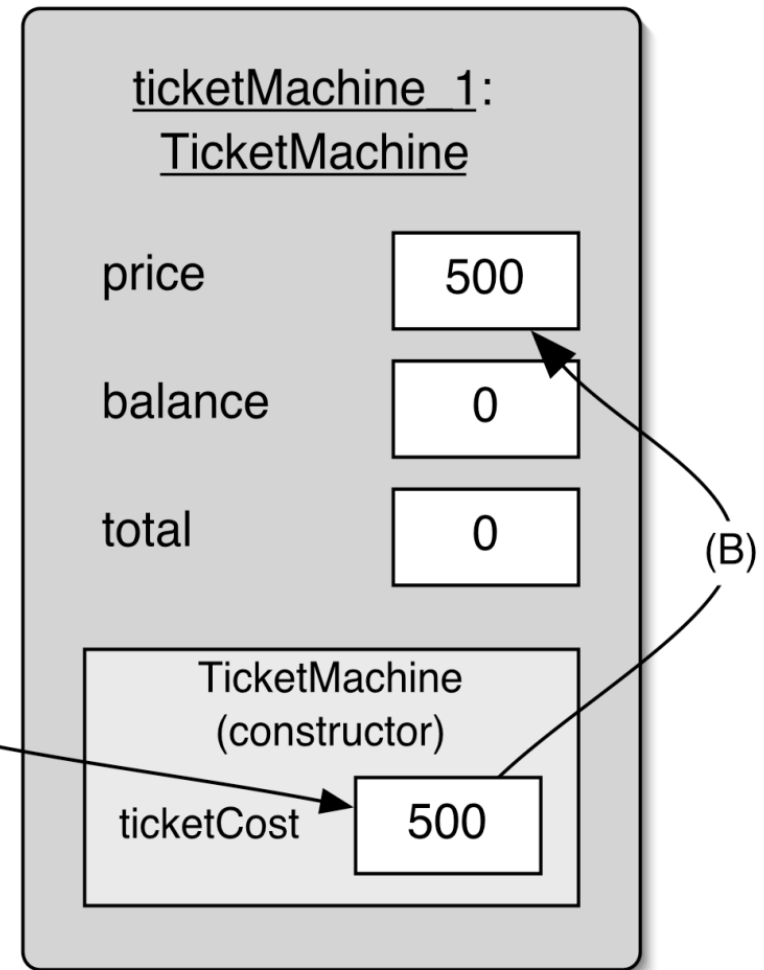 ticketMachine_1:
TicketMachine
price 500
balance 0
total 0
(B)
TicketMachine
(constructor)
ticketCost 500